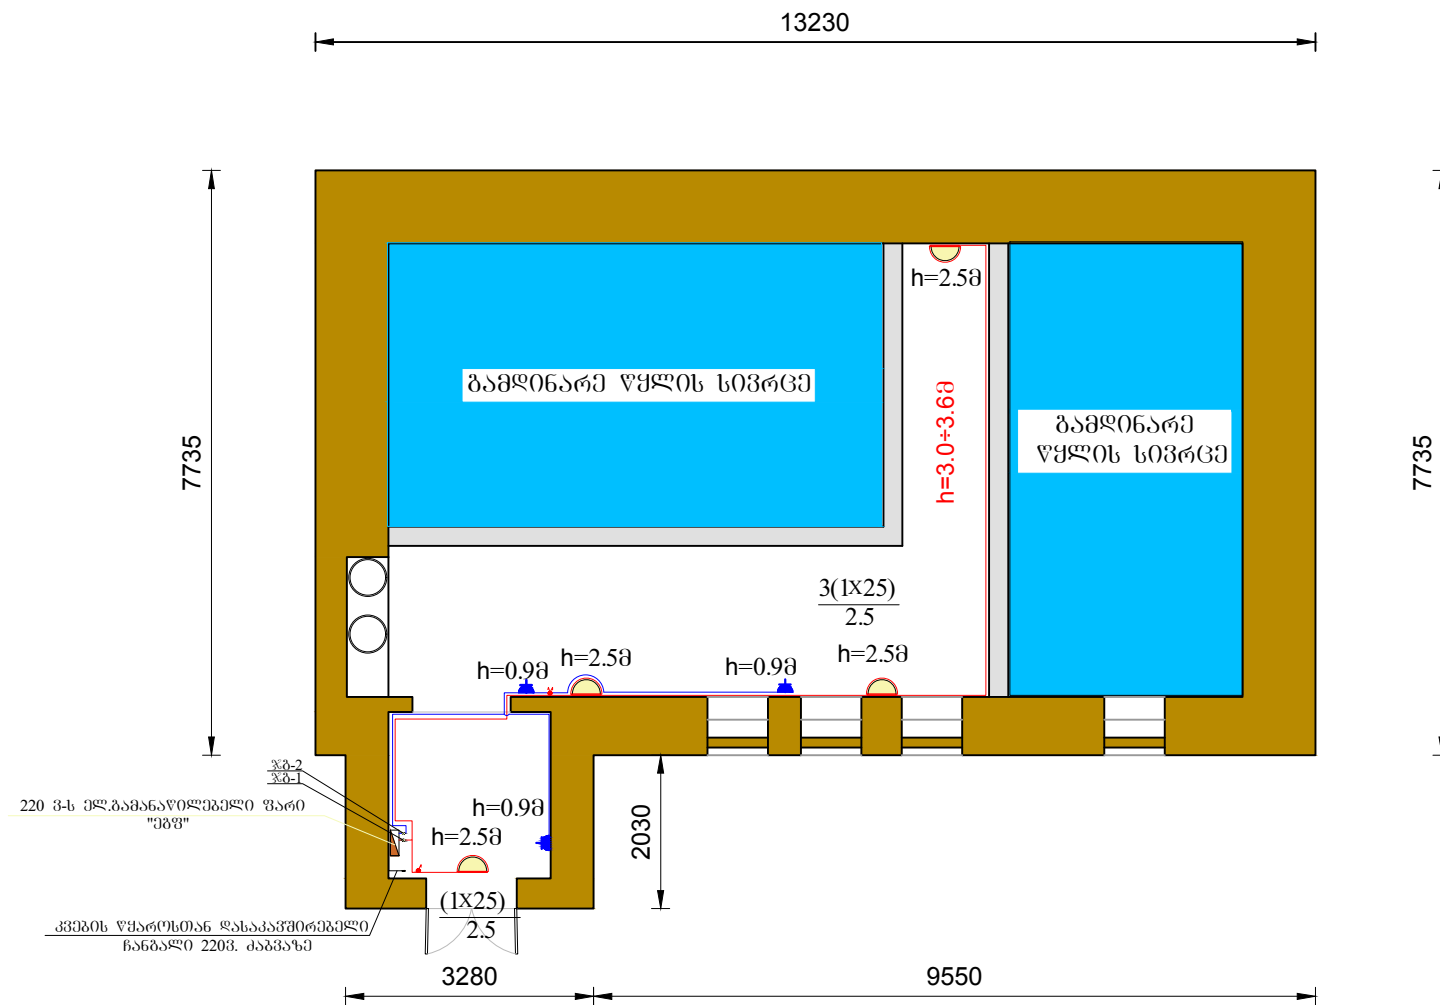 13230
h=2.5მ
გამდინარე წყლის სივრცე
h=3.0÷3.6მ
გამდინარე
წყლის სივრცე
7735
7735
3(1X25)
2.5
h=0.9მ
h=2.5მ
h=0.9მ
h=2.5მ
ჯგ-2
ჯგ-1
220 ვ-ს ელ.გამანაწილებელი ფარი
"ეგფ"
h=0.9მ
h=2.5მ
2030
(1X25)
2.5
კვების წყაროსთან დასაკავშირებელი
ჩანგალი 220ვ. ძაბვაზე
3280
9550